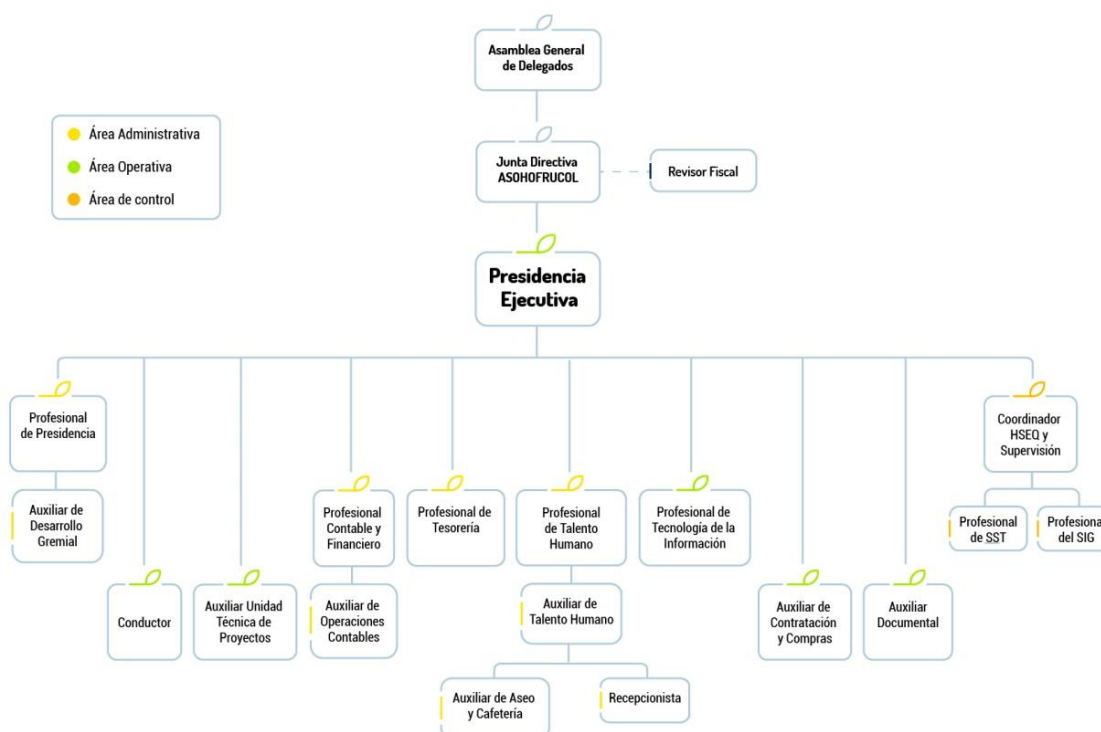 Asamblea General
de Delegados
Área Administrativa
Área Operativa
Área de control
Junta Directiva
ASOHOFRUCOL
Revisor Fiscal
Presidencia
Ejecutiva
Profesional
de Presidencia
Coordinador
HSEQ y
Supervisión
Auxiliar de
Desarrollo
Gremial
Profesional
Contable y
Financiero
Profesional de
Tesorería
Profesional
de Talento
Humano
Profesional de
Tecnología de la
Información
Profesional
de SST
Profesional
del SIG
Conductor
Auxiliar Unidad
Técnica de
Proyectos
Auxiliar de
Operaciones
Contables
Auxiliar de
Talento Humano
Auxiliar de
Contratación
y Compras
Auxiliar
Documental
Auxiliar de Aseo
y Cafetería
Recepcionista